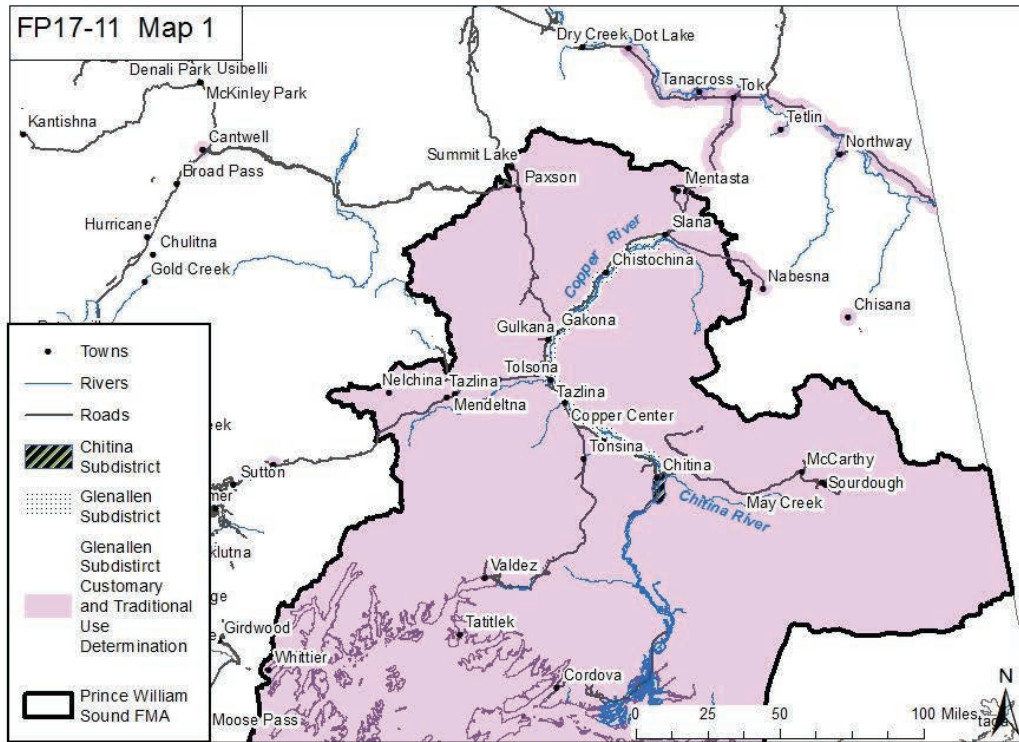 FP17-11 Map 1
Dry Creek
Dot Lake
Denali Park
Usibelli
McKinley Park
Tanacross
Tok
Kantishna
Tetlin
Cantwell
Northway
Summit Lake
Broad Pass
Paxson
Mentasta
Hurricane
Slana
Chulitna
Copper River
Gold Creek
Chistochina
Nabesna
Chisana
Gulkana
Gakona
Tolsona
Nelchina
Tazlina
Tazlina
Mendeltna
Copper Center
Tonsina
Sutton
Chitina
McCarthy
Sourdough
Chitina River
May Creek
Valdez
Tatitlek
Girdwood
Whittier
Cordova
Moose Pass
Towns
Rivers
Roads
Chitina
Subdistrict
Glenallen
Subdistrict
Glenallen
Subdistirct
Customary
and Traditional
Use
Determination
Prince William
Sound FMA
N
0 25 50 100 Miles